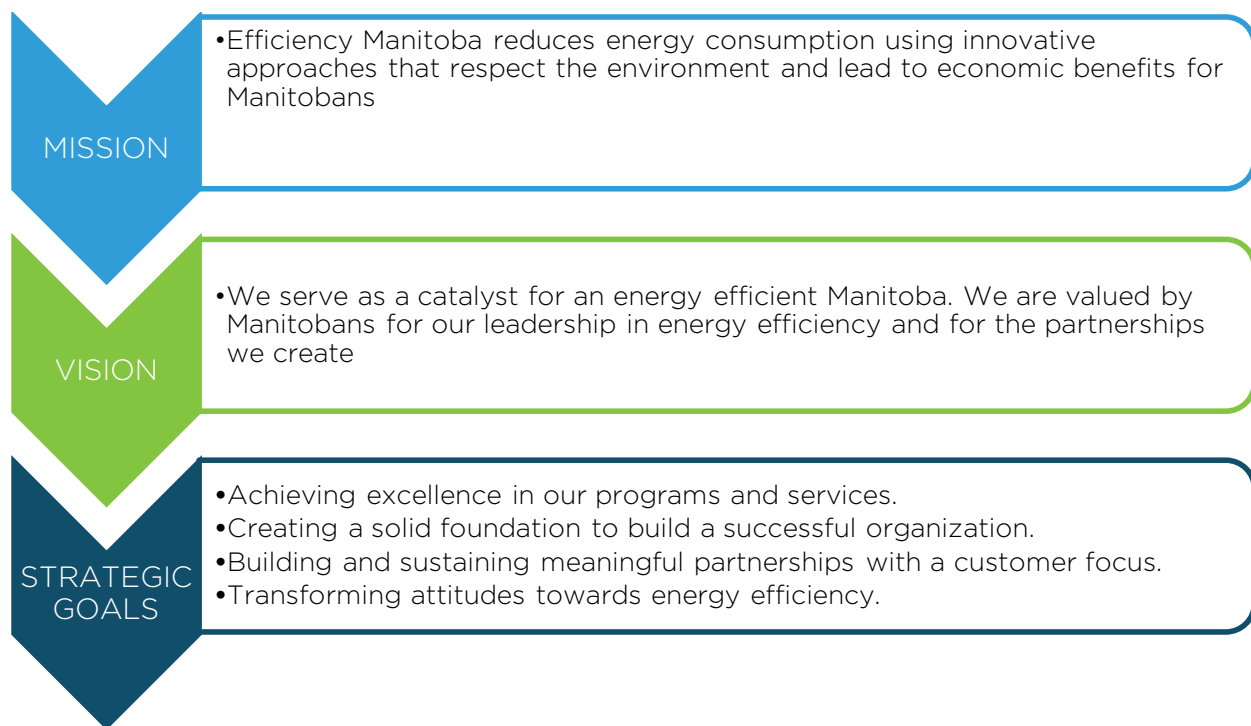 MISSION
•Efficiency Manitoba reduces energy consumption using innovative
approaches that respect the environment and lead to economic benefits for
Manitobans
VISION
•We serve as a catalyst for an energy efficient Manitoba. We are valued by
Manitobans for our leadership in energy efficiency and for the partnerships
we create
STRATEGIC
GOALS
•Achieving excellence in our programs and services.
•Creating a solid foundation to build a successful organization.
•Building and sustaining meaningful partnerships with a customer focus.
•Transforming attitudes towards energy efficiency.